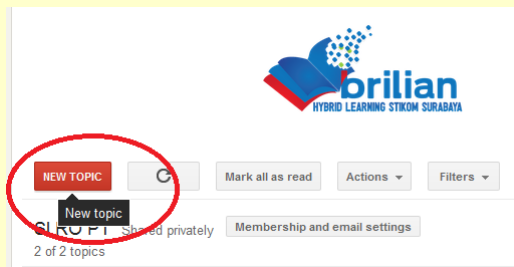 brilian
HYBRID LEARNING STIKOM SURABAYA
NEW TOPIC Mark all as read Actions Filters
New topic
Shared privately Membership and email settings
2 of 2 topics